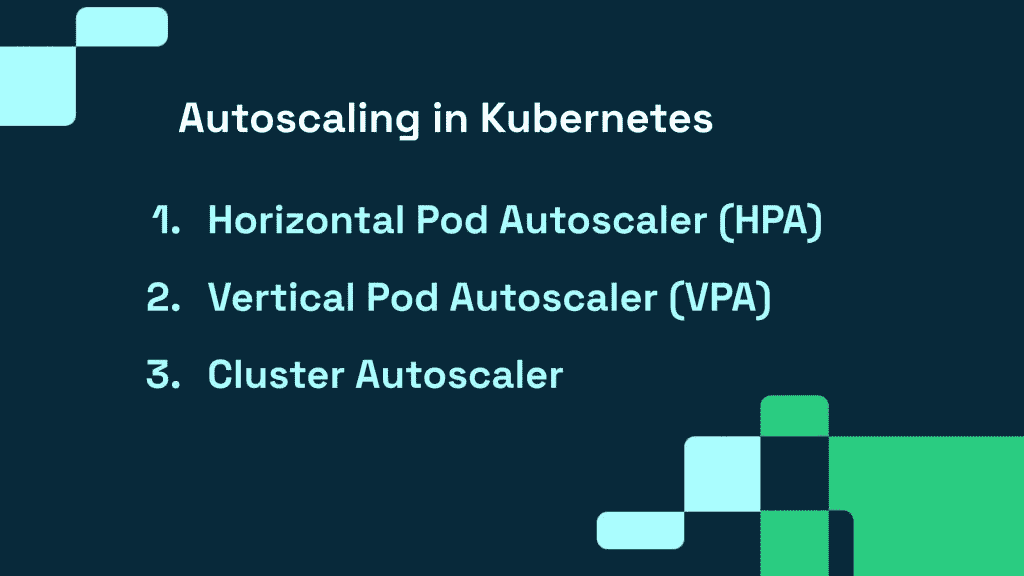 Autoscaling in Kubernetes
1. Horizontal Pod Autoscaler (HPA)
2. Vertical Pod Autoscaler (VPA)
3. Cluster Autoscaler